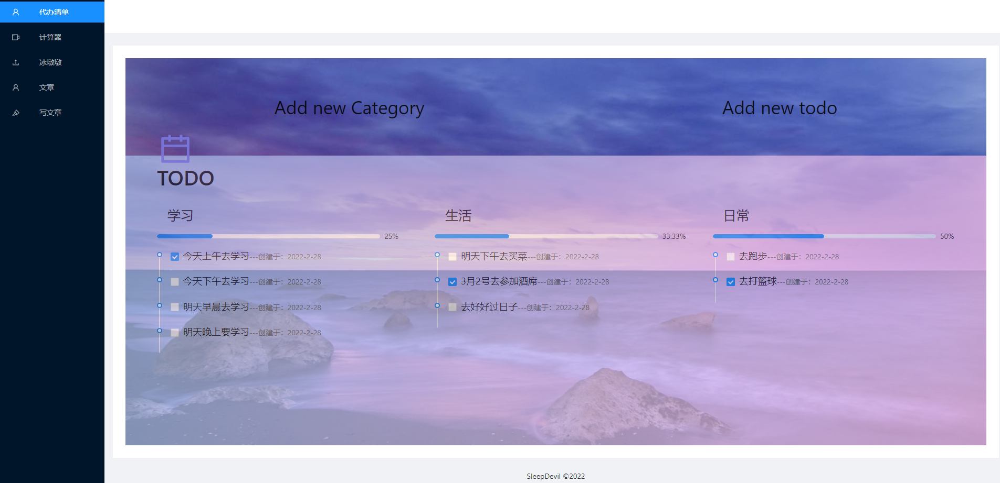 代办清单
计算器
冰墩墩
文章
写文章
Add new Category
Add new todo
TODO
学习
25%
今天上午去学习---创建于：2022-2-28
今天下午去学习---创建于：2022-2-28
明天早晨去学习---创建于：2022-2-28
明天晚上要学习---创建于：2022-2-28
生活
33.33%
明天下午去买菜---创建于：2022-2-28
3月2号去参加酒席---创建于：2022-2-28
去好好过日子---创建于：2022-2-28
日常
50%
去跑步---创建于：2022-2-28
去打篮球---创建于：2022-2-28
SleepDevil ©2022